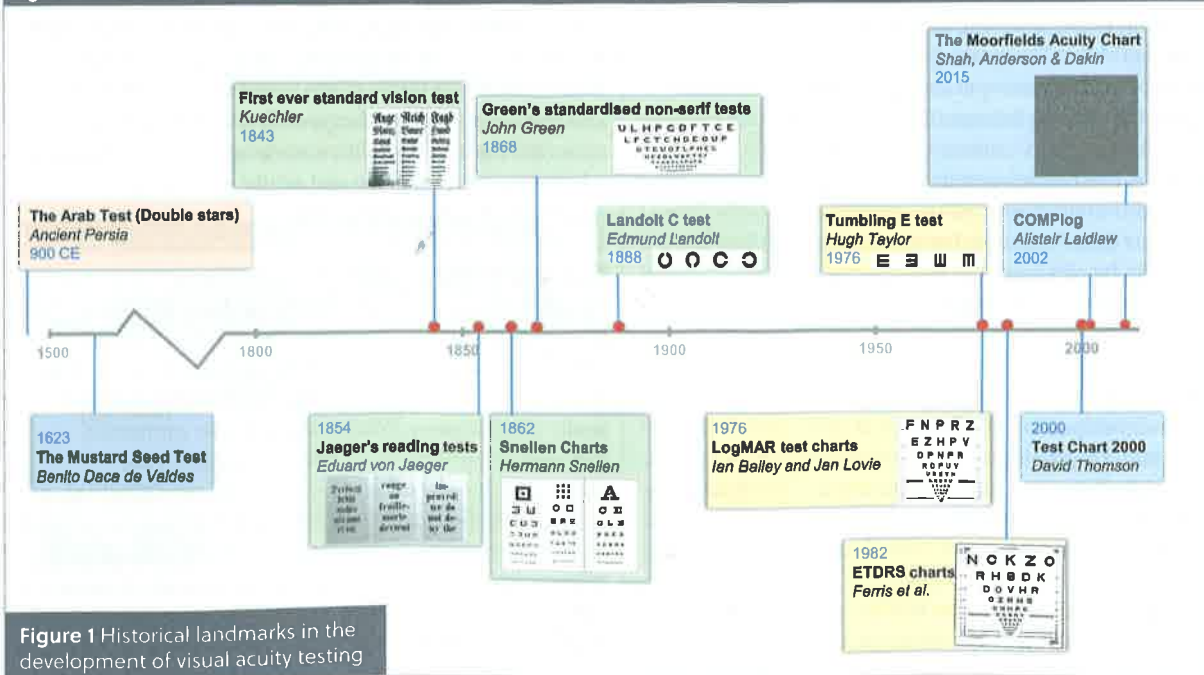 The Moorfields Acuity Chart
Shah, Anderson & Dakin
2015
First ever standard vision test
Kuechler
1843
Green's standardised non-serif tests
John Green
1868
U L H P C D F T C E
The Arab Test (Double stars)
Ancient Persia
900 CE
Landolt C test
Edmund Landolt
1888
Tumbling E test
Hugh Taylor
1976
COMPlog
Alistair Laidlaw
2002
1500
1800
1850
1900
1950
2000
1623
The Mustard Seed Test
Benito Daca de Valdes
1854
Jaeger's reading tests
Eduard von Jaeger
1862
Snellen Charts
Hermann Snellen
A
1976
LogMAR test charts
Ian Bailey and Jan Lovie
F N P R Z
E Z H P V
D P N F R
R D F U V
2000
Test Chart 2000
David Thomson
1982
ETDRS charts
Ferris et al.
N C K Z O
R H S D K
D O V H R
Figure 1 Historical landmarks in the
development of visual acuity testing